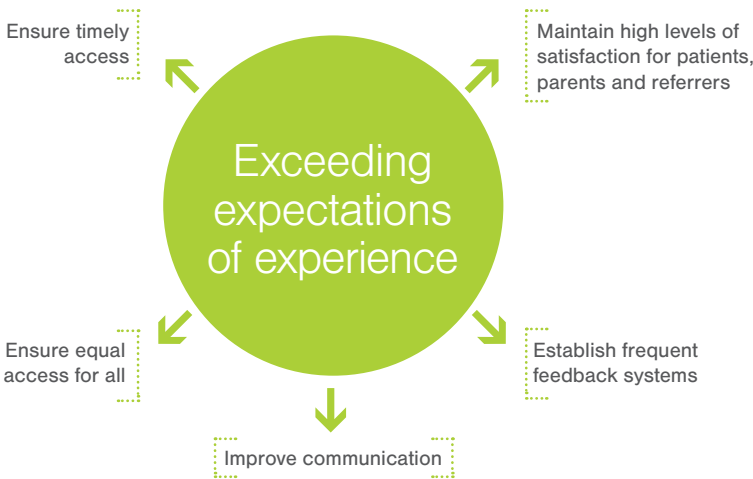 Ensure timely
access
Maintain high levels of
satisfaction for patients,
parents and referrers
Exceeding
expectations
of experience
Ensure equal
access for all
Establish frequent
feedback systems
Improve communication